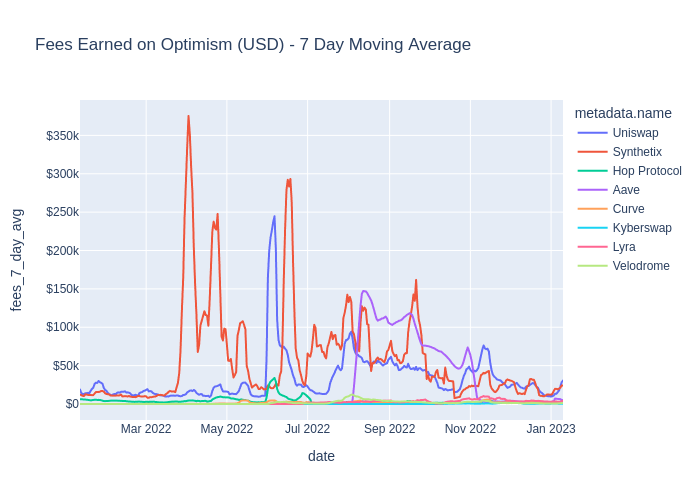 Fees Earned on Optimism (USD) - 7 Day Moving Average
metadata.name
Uniswap
Synthetix
Hop Protocol
Aave
Curve
Kyberswap
Lyra
Velodrome
fees_7_day_avg
$350k
$300k
$250k
$200k
$150k
$100k
$50k
$0
Mar 2022
May 2022
Jul 2022
Sep 2022
Nov 2022
Jan 2023
date